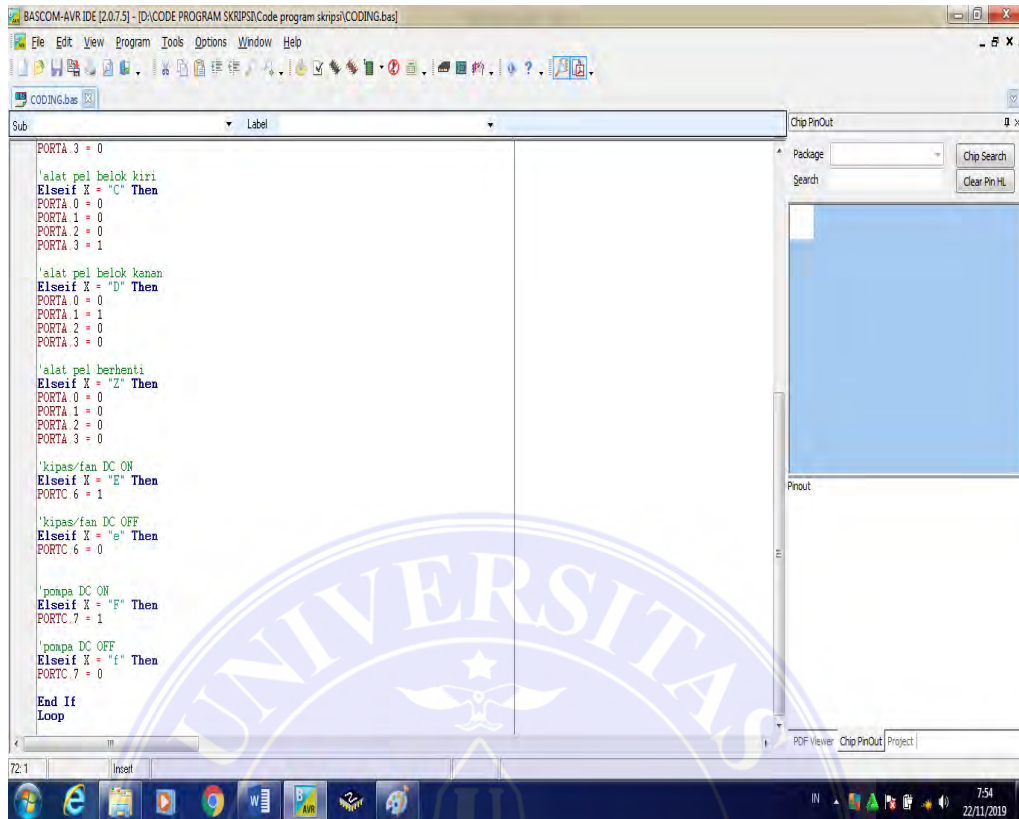 BASCOM-AVR IDE [2.0.7.5] - [D:\CODE PROGRAM SKRIPSI\Code program skripsi\CODING.bas]
File Edit View Program Tools Options Window Help
CODING.bas
Sub Label
Chip PinOut
Package Chip Search
Search Clear Pin HL
PORTA.3 = 0
'alat pel belok kiri
Elseif X = "C" Then
PORTA.0 = 0
PORTA.1 = 0
PORTA.2 = 0
PORTA.3 = 1
'alat pel belok kanan
Elseif X = "D" Then
PORTA.0 = 0
PORTA.1 = 1
PORTA.2 = 0
PORTA.3 = 0
'alat pel berhenti
Elseif X = "Z" Then
PORTA.0 = 0
PORTA.1 = 0
PORTA.2 = 0
PORTA.3 = 0
'kipas/fan DC ON
Elseif X = "E" Then
PORTC.6 = 1
'kipas/fan DC OFF
Elseif X = "e" Then
PORTC.6 = 0
'pompa DC ON
Elseif X = "F" Then
PORTC.7 = 1
'pompa DC OFF
Elseif X = "f" Then
PORTC.7 = 0
End If
Loop
Pinout
PDF Viewer Chip PinOut Project
72: 1 Insert
UNIVERSITAS
AVR
IN 7:54
22/11/2019